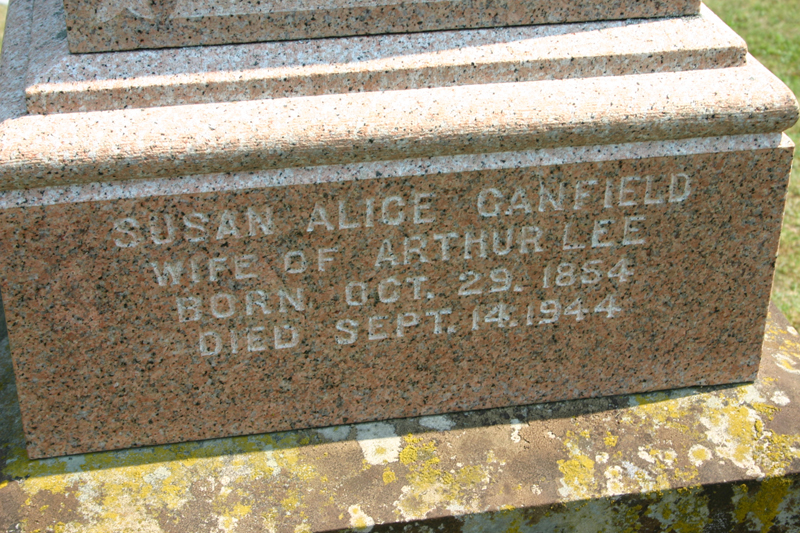 SUSAN ALICE CANFIELD
WIFE OF ARTHUR LEE
BORN OCT. 29. 1854
DIED SEPT. 14. 1944